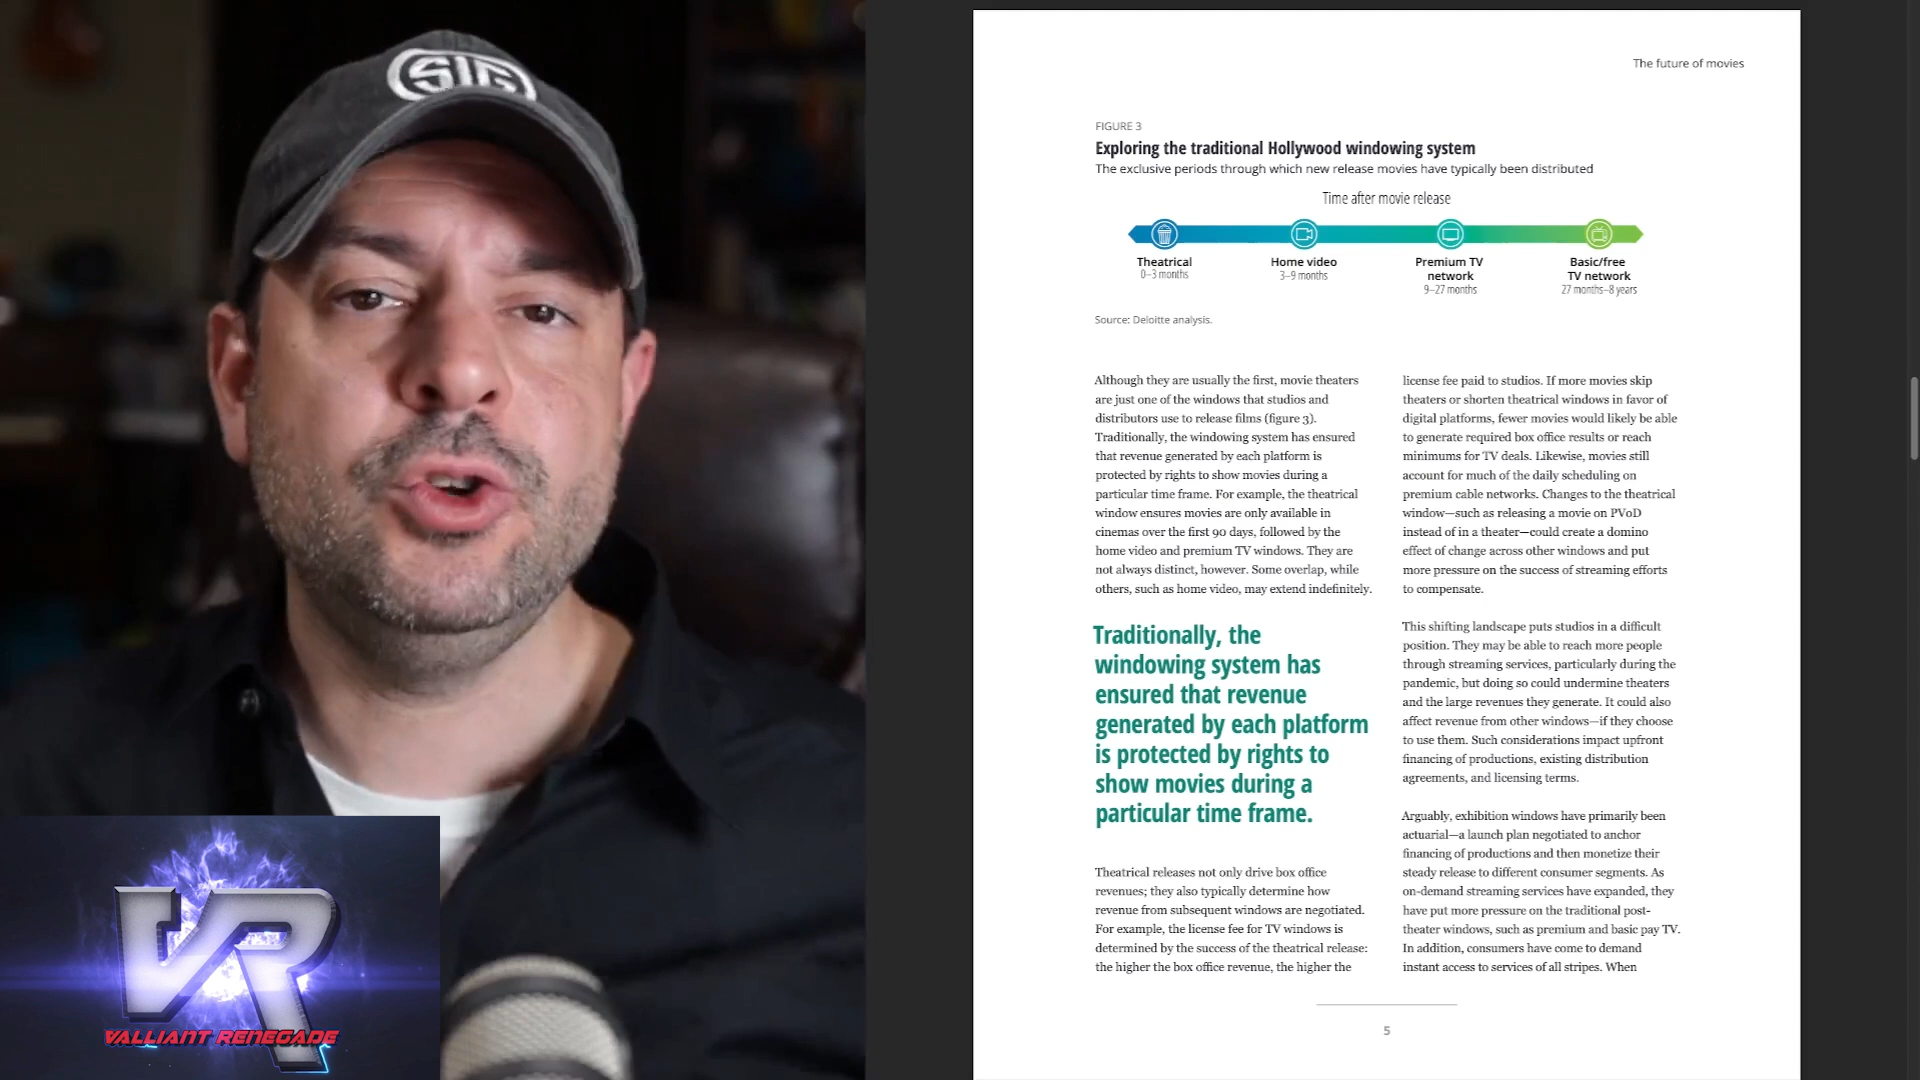 SIG
VR
VALLIANT RENEGADE
The future of movies
FIGURE 3
Exploring the traditional Hollywood windowing system
The exclusive periods through which new release movies have typically been distributed
Time after movie release
Theatrical
0–3 months
Home video
3–9 months
Premium TV
network
9–27 months
Basic/free
TV network
27 months–8 years
Source: Deloitte analysis.
Although they are usually the first, movie theaters
are just one of the windows that studios and
distributors use to release films (figure 3).
Traditionally, the windowing system has ensured
that revenue generated by each platform is
protected by rights to show movies during a
particular time frame. For example, the theatrical
window ensures movies are only available in
cinemas over the first 90 days, followed by the
home video and premium TV windows. They are
not always distinct, however. Some overlap, while
others, such as home video, may extend indefinitely.
Traditionally, the
windowing system has
ensured that revenue
generated by each platform
is protected by rights to
show movies during a
particular time frame.
Theatrical releases not only drive box office
revenues; they also typically determine how
revenue from subsequent windows are negotiated.
For example, the license fee for TV windows is
determined by the success of the theatrical release:
the higher the box office revenue, the higher the
license fee paid to studios. If more movies skip
theaters or shorten theatrical windows in favor of
digital platforms, fewer movies would likely be able
to generate required box office results or reach
minimums for TV deals. Likewise, movies still
account for much of the daily scheduling on
premium cable networks. Changes to the theatrical
window—such as releasing a movie on PVoD
instead of in a theater—could create a domino
effect of change across other windows and put
more pressure on the success of streaming efforts
to compensate.
This shifting landscape puts studios in a difficult
position. They may be able to reach more people
through streaming services, particularly during the
pandemic, but doing so could undermine theaters
and the large revenues they generate. It could also
affect revenue from other windows—if they choose
to use them. Such considerations impact upfront
financing of productions, existing distribution
agreements, and licensing terms.
Arguably, exhibition windows have primarily been
actuarial—a launch plan negotiated to anchor
financing of productions and then monetize their
steady release to different consumer segments. As
on-demand streaming services have expanded, they
have put more pressure on the traditional post-
theater windows, such as premium and basic pay TV.
In addition, consumers have come to demand
instant access to services of all stripes. When
5